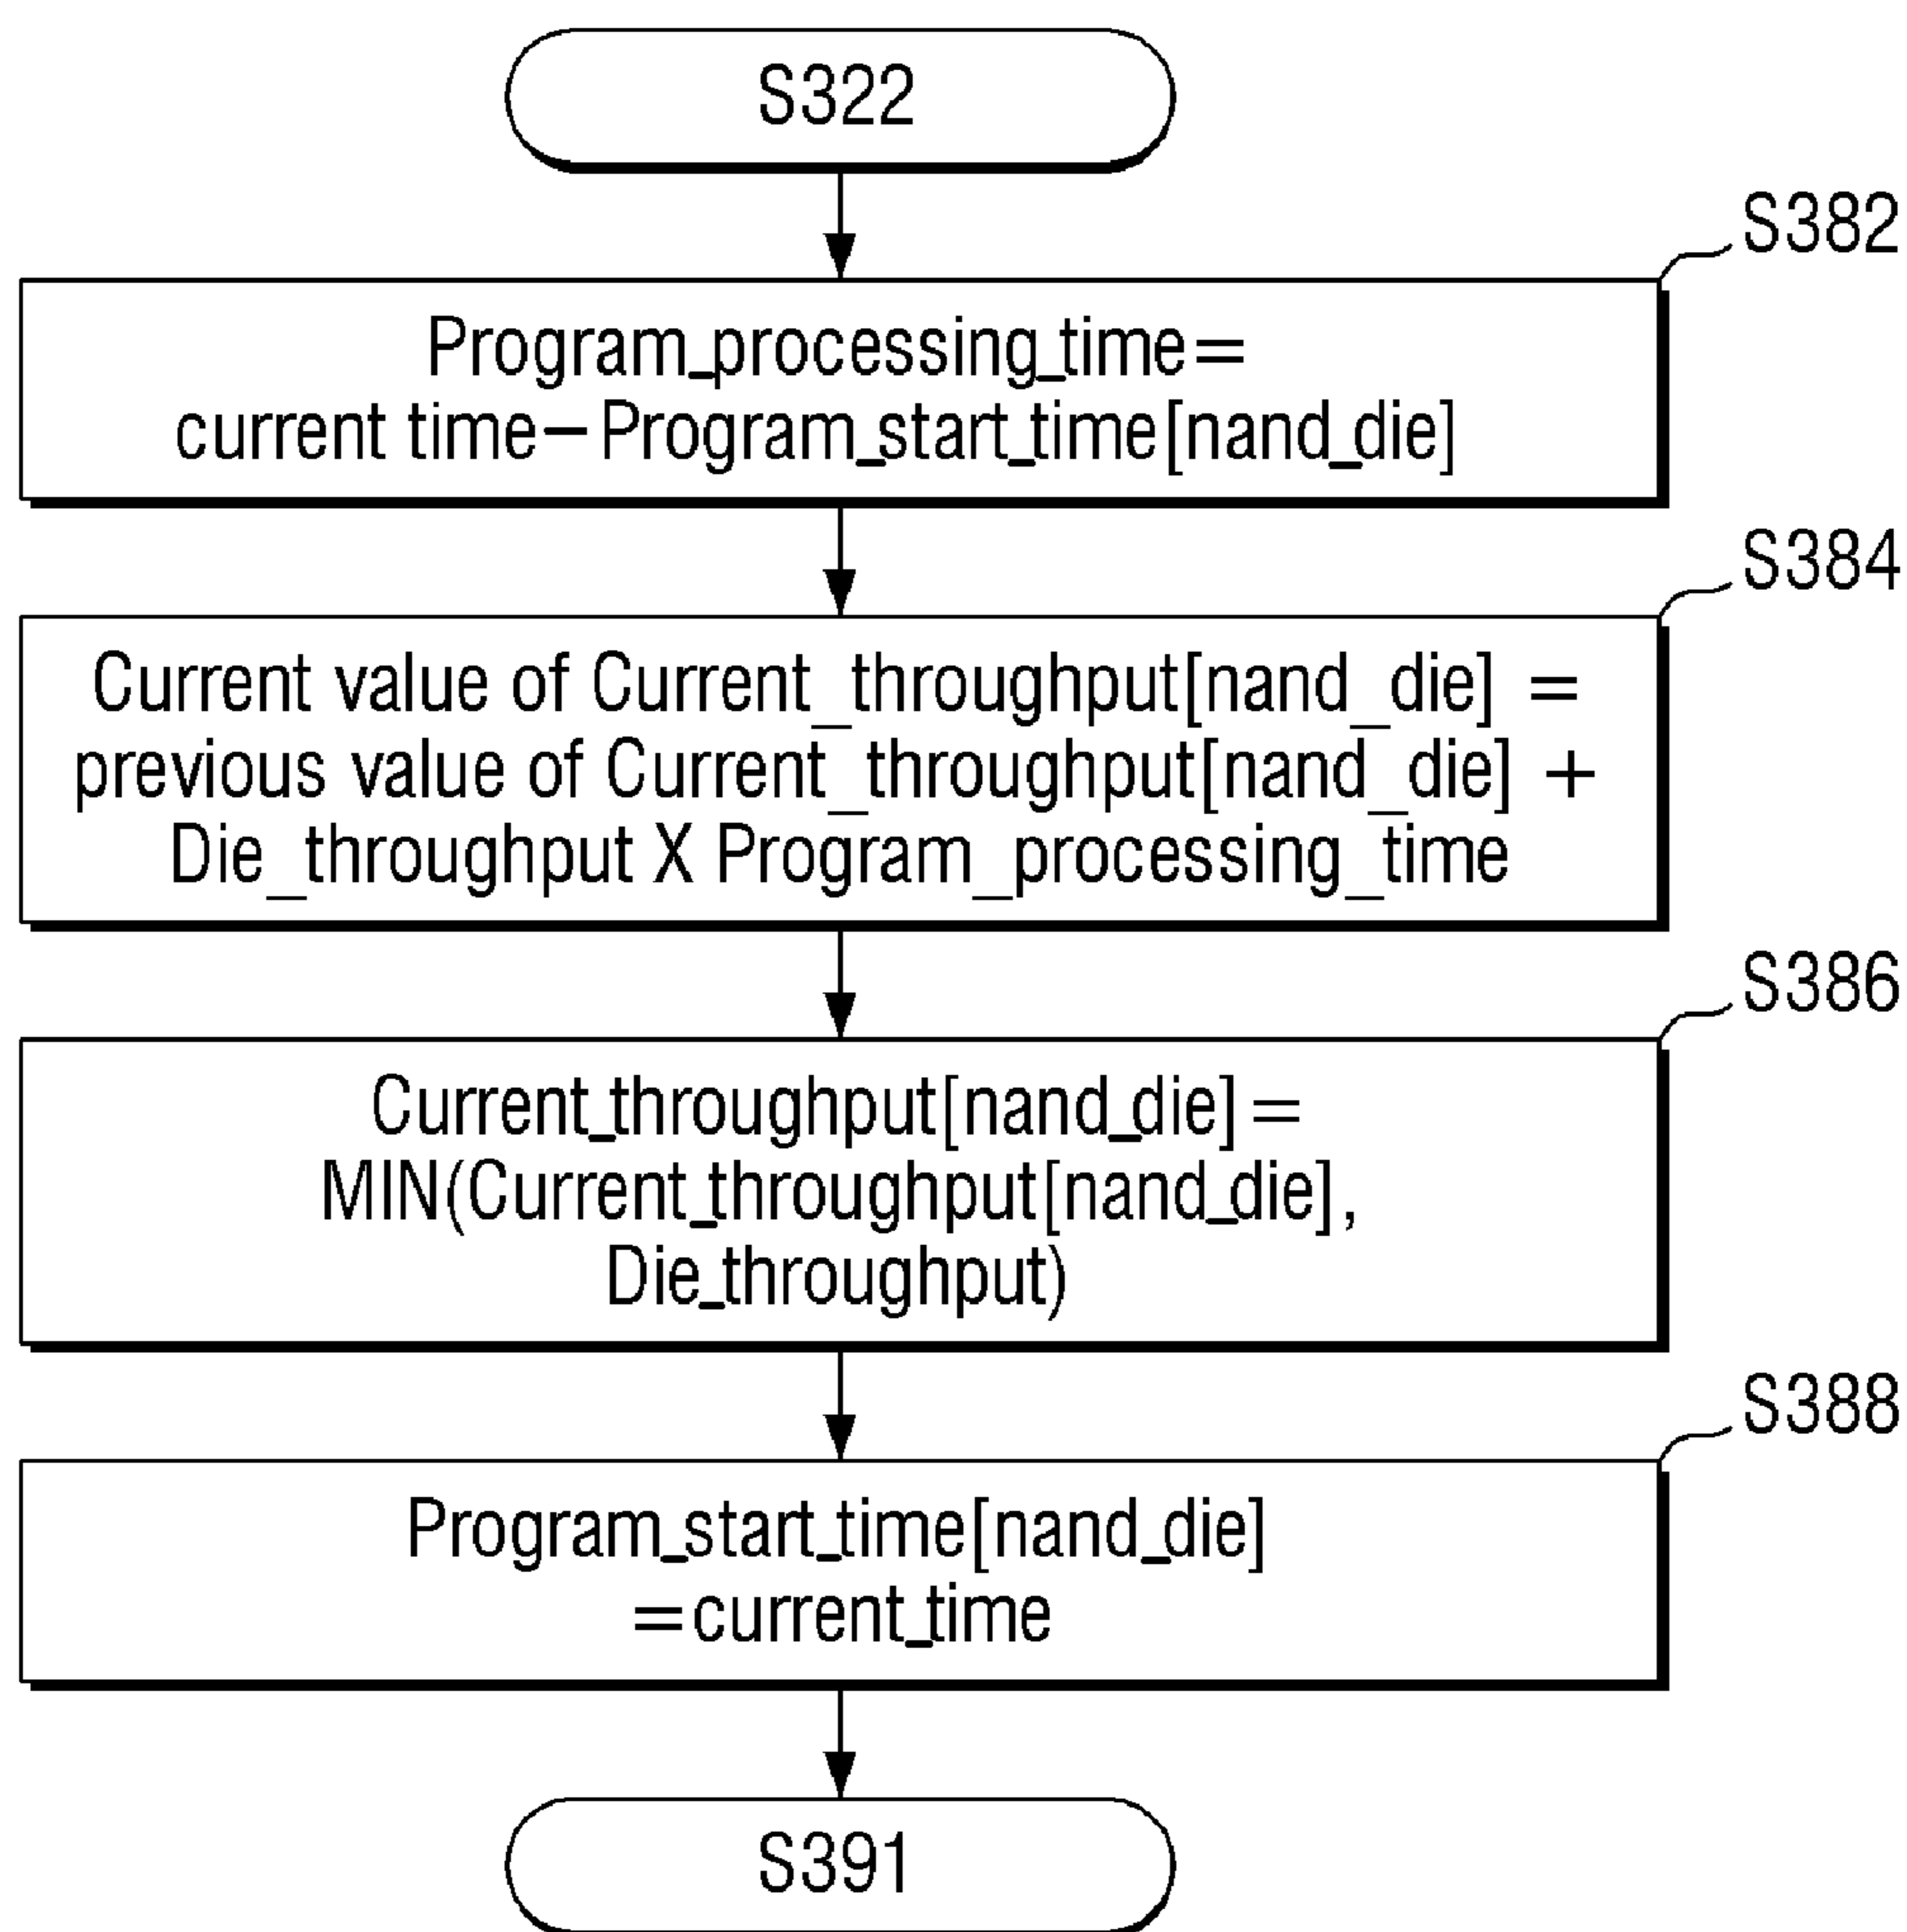 S322
S382
Program_processing_time=
current time−Program_start_time[nand_die]
S384
Current value of Current_throughput[nand_die] =
previous value of Current_throughput[nand_die] +
Die_throughput X Program_processing_time
S386
Current_throughput[nand_die]=
MIN(Current_throughput[nand_die],
Die_throughput)
S388
Program_start_time[nand_die]
=current_time
S391